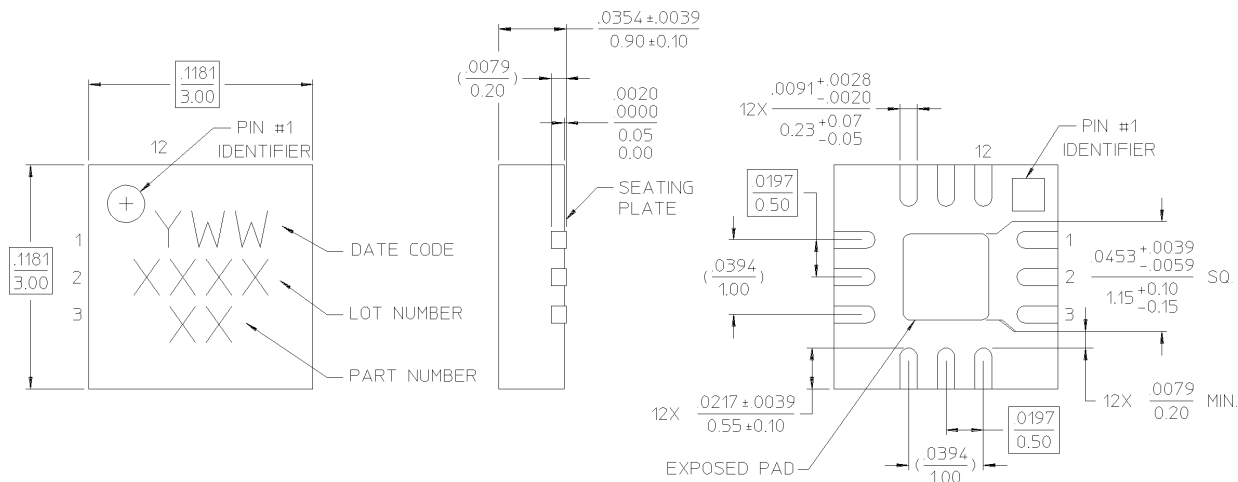 .1181
3.00
12
PIN #1
IDENTIFIER
.1181
3.00
1
2
3
YWW
XXXX
XX
DATE CODE
LOT NUMBER
PART NUMBER
.0354±.0039
0.90±0.10
(.0079
0.20)
.0020
.0000
0.05
0.00
SEATING
PLATE
12X .0091 +.0028
-.0020
0.23 +0.07
-0.05
12
PIN #1
IDENTIFIER
.0197
0.50
(.0394
1.00)
1
2
3
.0453 +.0039
-.0059
1.15 +0.10
-0.15
SQ.
12X .0217±.0039
0.55±0.10
12X .0079
0.20 MIN.
.0197
0.50
(.0394
1.00)
EXPOSED PAD